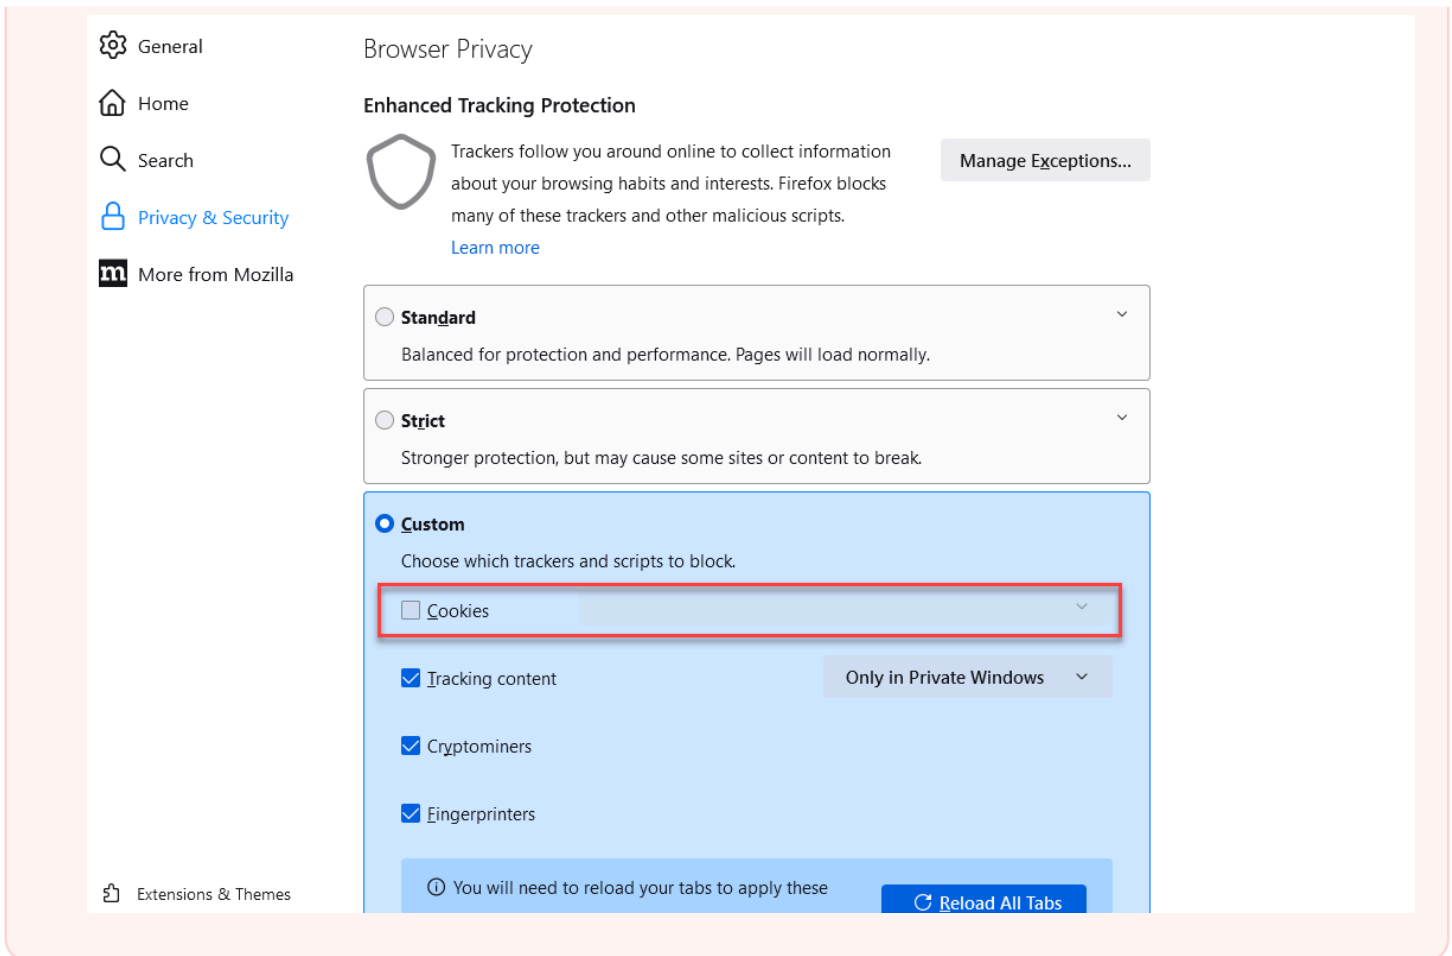 General
Home
Search
Privacy & Security
m More from Mozilla
Browser Privacy
Enhanced Tracking Protection
Trackers follow you around online to collect information
about your browsing habits and interests. Firefox blocks
many of these trackers and other malicious scripts.
Learn more
Manage Exceptions...
Standard
Balanced for protection and performance. Pages will load normally.
Strict
Stronger protection, but may cause some sites or content to break.
Custom
Choose which trackers and scripts to block.
Cookies
Tracking content
Only in Private Windows
Cryptominers
Fingerprinters
You will need to reload your tabs to apply these
Reload All Tabs
Extensions & Themes